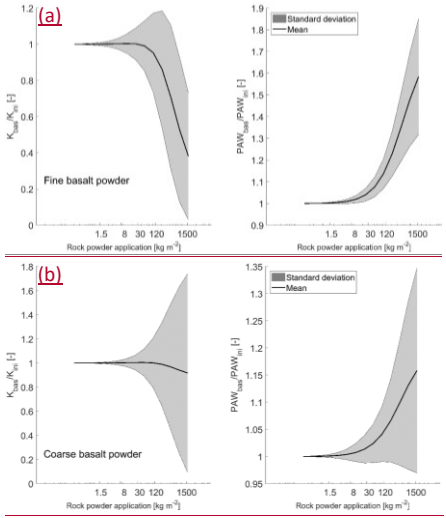 (a)
1.2
1
0.8
0.6
0.4
0.2
0
K_bas/K_ini [-]
Fine basalt powder
1.5 8 30 120 1500
Rock powder application [kg m-2]
1.9
1.8
1.7
1.6
1.5
1.4
1.3
1.2
1.1
1
0.9
PAW_bas/PAW_ini [-]
Standard deviation
Mean
1.5 8 30 120 1500
Rock powder application [kg m-2]
(b)
1.8
1.6
1.4
1.2
1
0.8
0.6
0.4
0.2
0
K_bas/K_ini [-]
Coarse basalt powder
1.5 8 30 120 1500
Rock powder application [kg m-2]
1.35
1.3
1.25
1.2
1.15
1.1
1.05
1
0.95
PAW_bas/PAW_ini [-]
Standard deviation
Mean
1.5 8 30 120 1500
Rock powder application [kg m-2]